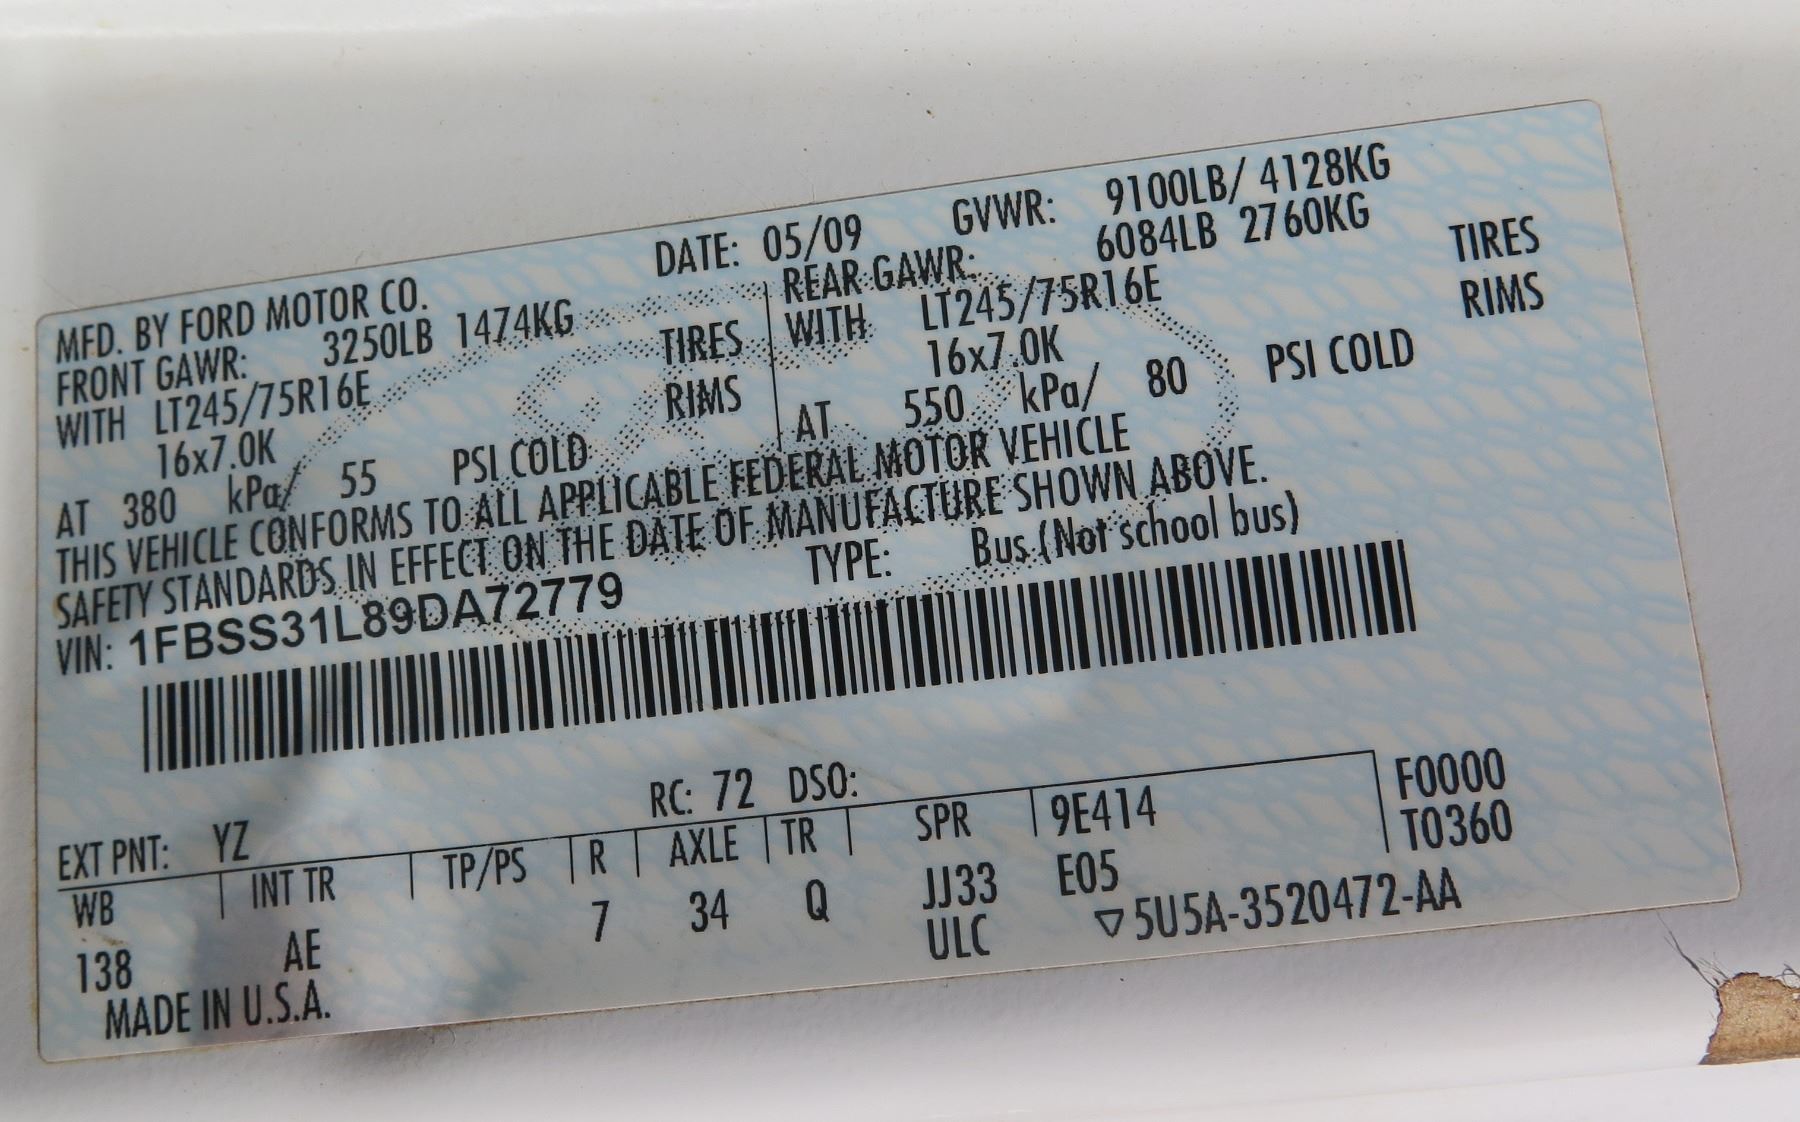 MFD. BY FORD MOTOR CO. DATE: 05/09 GVWR: 9100LB/ 4128KG
FRONT GAWR: 3250LB 1474KG REAR GAWR: 6084LB 2760KG
WITH LT245/75R16E TIRES WITH LT245/75R16E TIRES
16x7.0K RIMS 16x7.0K RIMS
AT 380 kPa/ 55 PSI COLD AT 550 kPa/ 80 PSI COLD
THIS VEHICLE CONFORMS TO ALL APPLICABLE FEDERAL MOTOR VEHICLE
SAFETY STANDARDS IN EFFECT ON THE DATE OF MANUFACTURE SHOWN ABOVE.
VIN: 1FBSS31L89DA72779 TYPE: Bus (Not school bus)
EXT PNT: YZ RC: 72 DSO: F0000
WB INT TR TP/PS R AXLE TR SPR 9E414 T0360
138 AE 7 34 Q JJ33 E05
MADE IN U.S.A. ULC ▽5U5A-3520472-AA